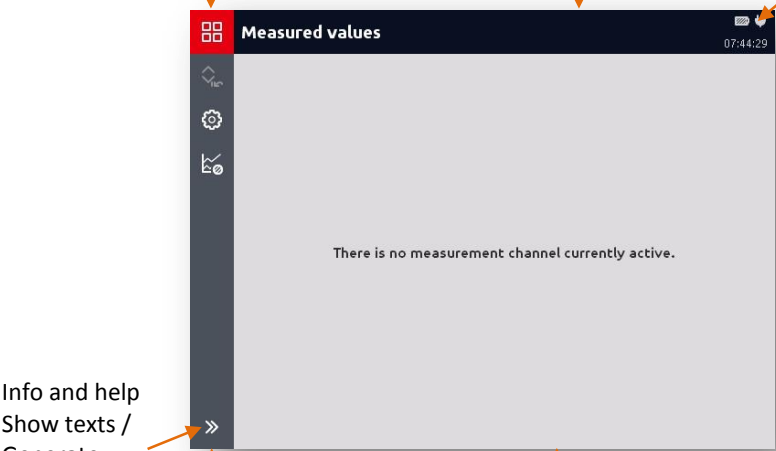 Measured values
07:44:29
There is no measurement channel currently active.
Info and help
Show texts /